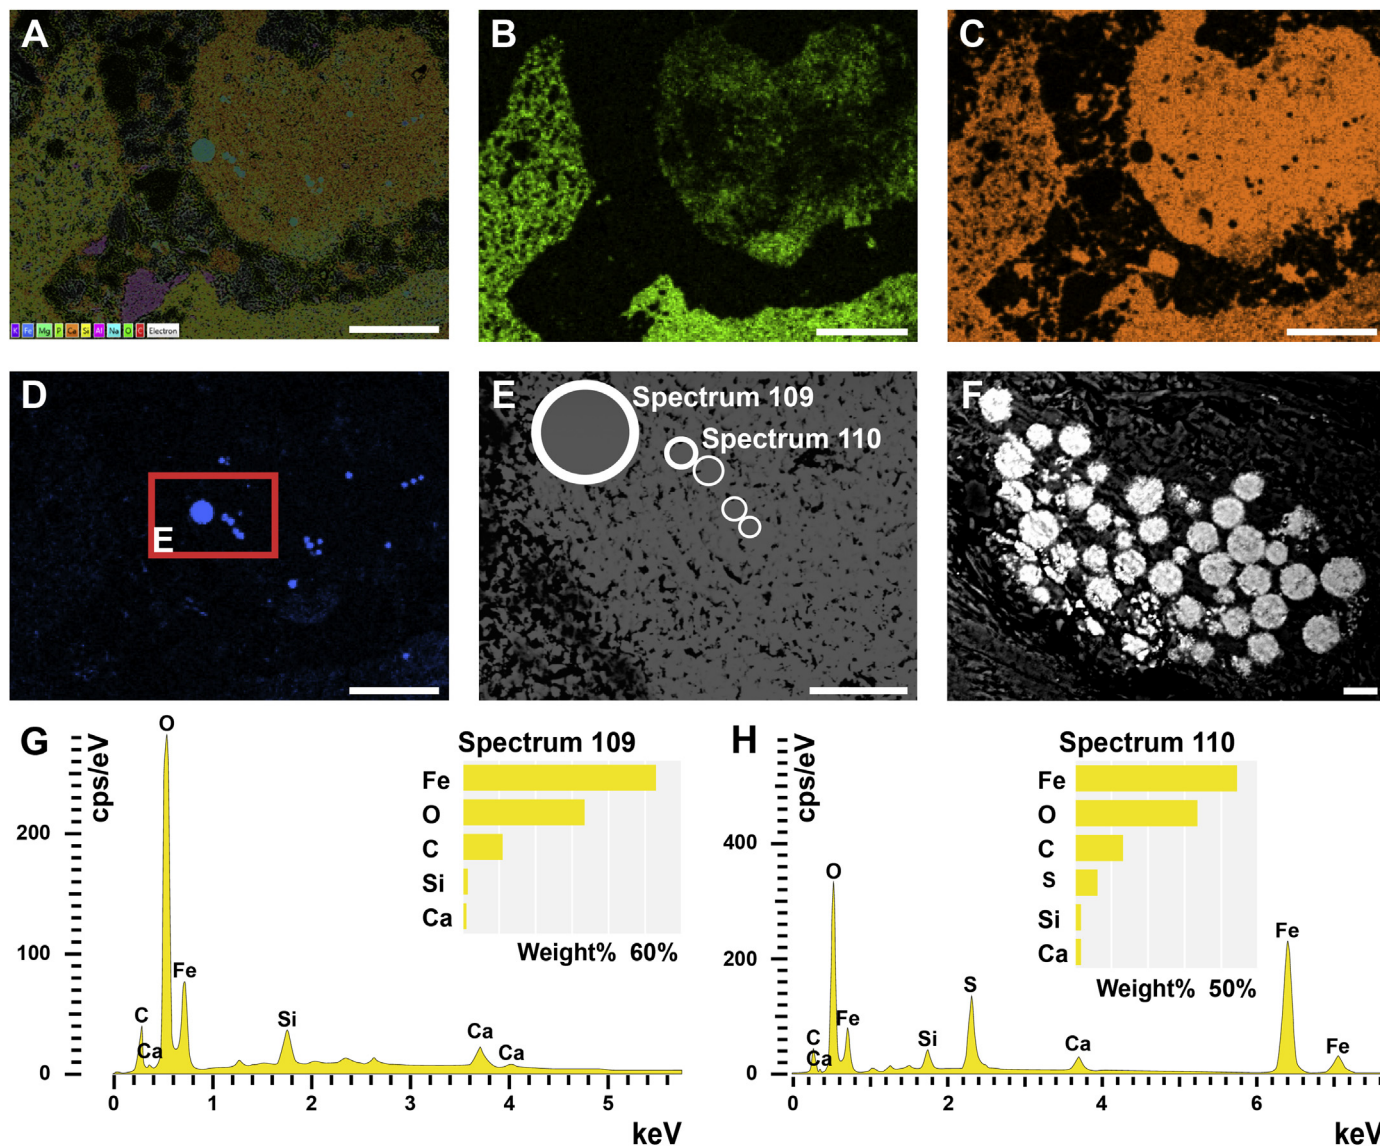 A
B
C
K Fe Mg P Ca Si Al Na O C Electron
D
E
E
Spectrum 109
Spectrum 110
F
G
cps/eV
O
Spectrum 109
Fe
O
C
Si
Ca
Weight% 60%
200
100
0
C
Ca
Fe
Si
Ca
Ca
0 1 2 3 4 5
keV
H
cps/eV
Spectrum 110
Fe
O
C
S
Si
Ca
Weight% 50%
400
200
0
O
C
Ca
Fe
Si
S
Ca
Fe
Fe
0 2 4 6
keV